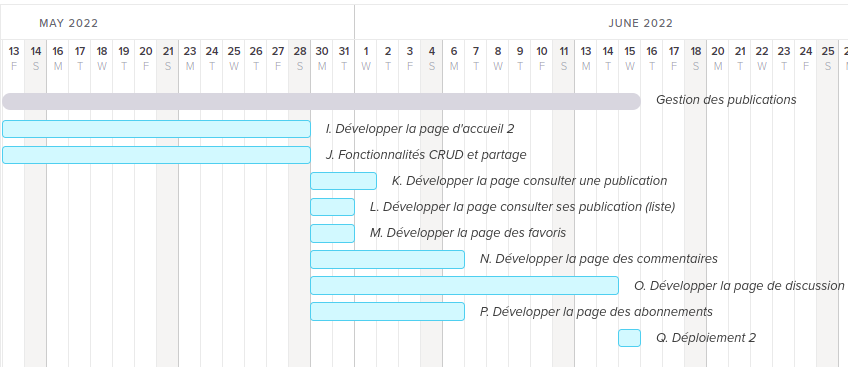 MAY 2022 JUNE 2022
13 14 16 17 18 19 20 21 23 24 25 26 27 28 30 31 1 2 3 4 6 7 8 9 10 11 13 14 15 16 17 18 20 21 22 23 24 25
F S M T W T F S M T W T F S M T W T F S M T W T F S M T W T F S M T W T F S
Gestion des publications
I. Développer la page d'accueil 2
J. Fonctionnalités CRUD et partage
K. Développer la page consulter une publication
L. Développer la page consulter ses publication (liste)
M. Développer la page des favoris
N. Développer la page des commentaires
O. Développer la page de discussion
P. Développer la page des abonnements
Q. Déploiement 2